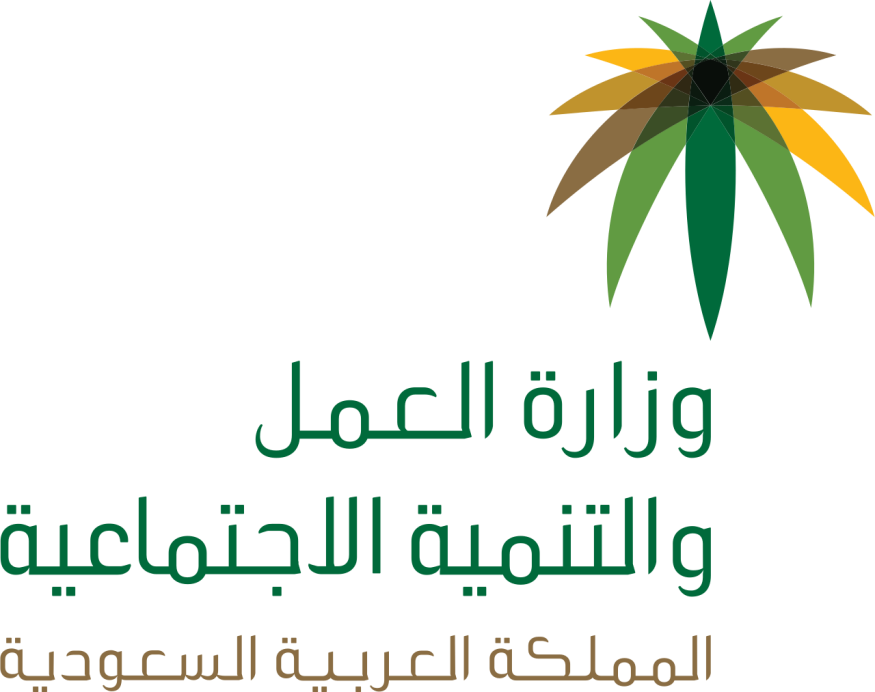 وزارة العمل
والتنمية الاجتماعية
المملكة العربية السعودية